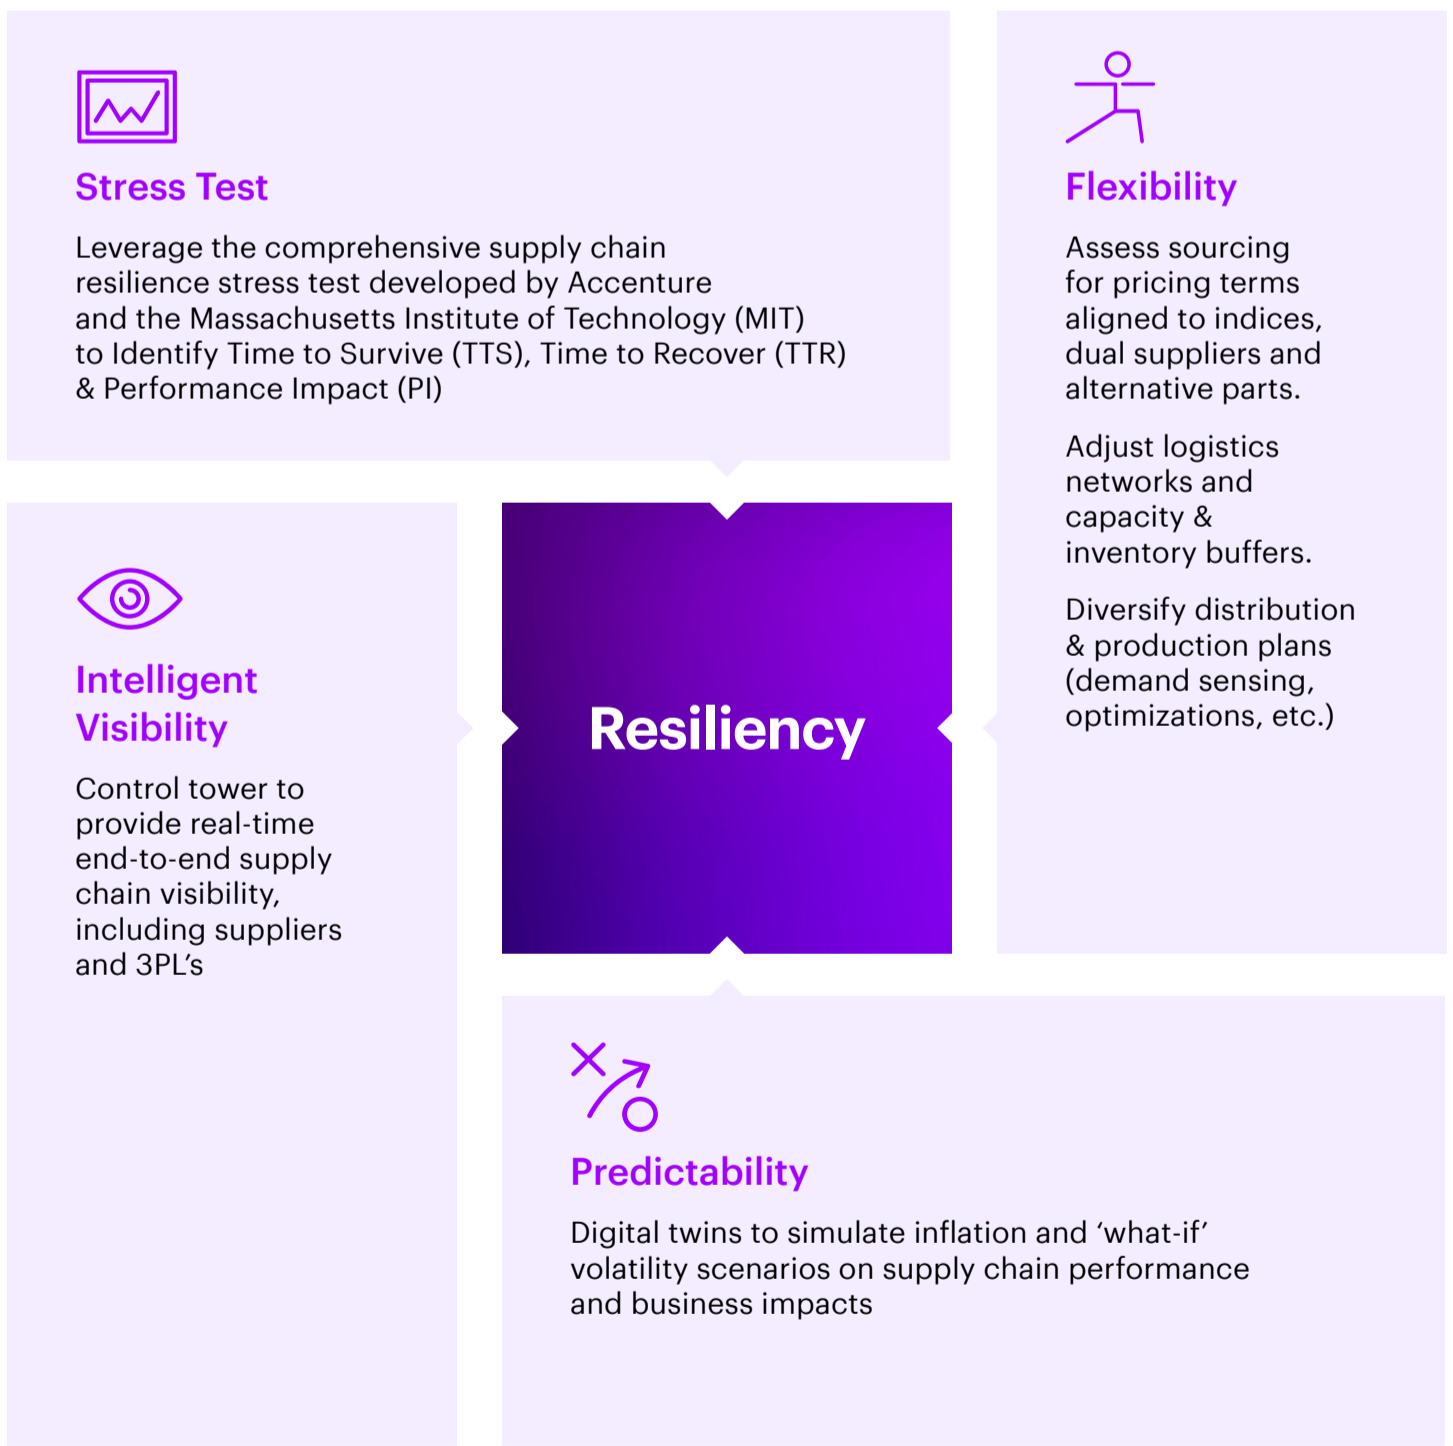 Stress Test
Leverage the comprehensive supply chain
resilience stress test developed by Accenture
and the Massachusetts Institute of Technology (MIT)
to Identify Time to Survive (TTS), Time to Recover (TTR)
& Performance Impact (PI)
Flexibility
Assess sourcing
for pricing terms
aligned to indices,
dual suppliers and
alternative parts.
Adjust logistics
networks and
capacity &
inventory buffers.
Diversify distribution
& production plans
(demand sensing,
optimizations, etc.)
Intelligent
Visibility
Control tower to
provide real-time
end-to-end supply
chain visibility,
including suppliers
and 3PL’s
Resiliency
Predictability
Digital twins to simulate inflation and ‘what-if’
volatility scenarios on supply chain performance
and business impacts